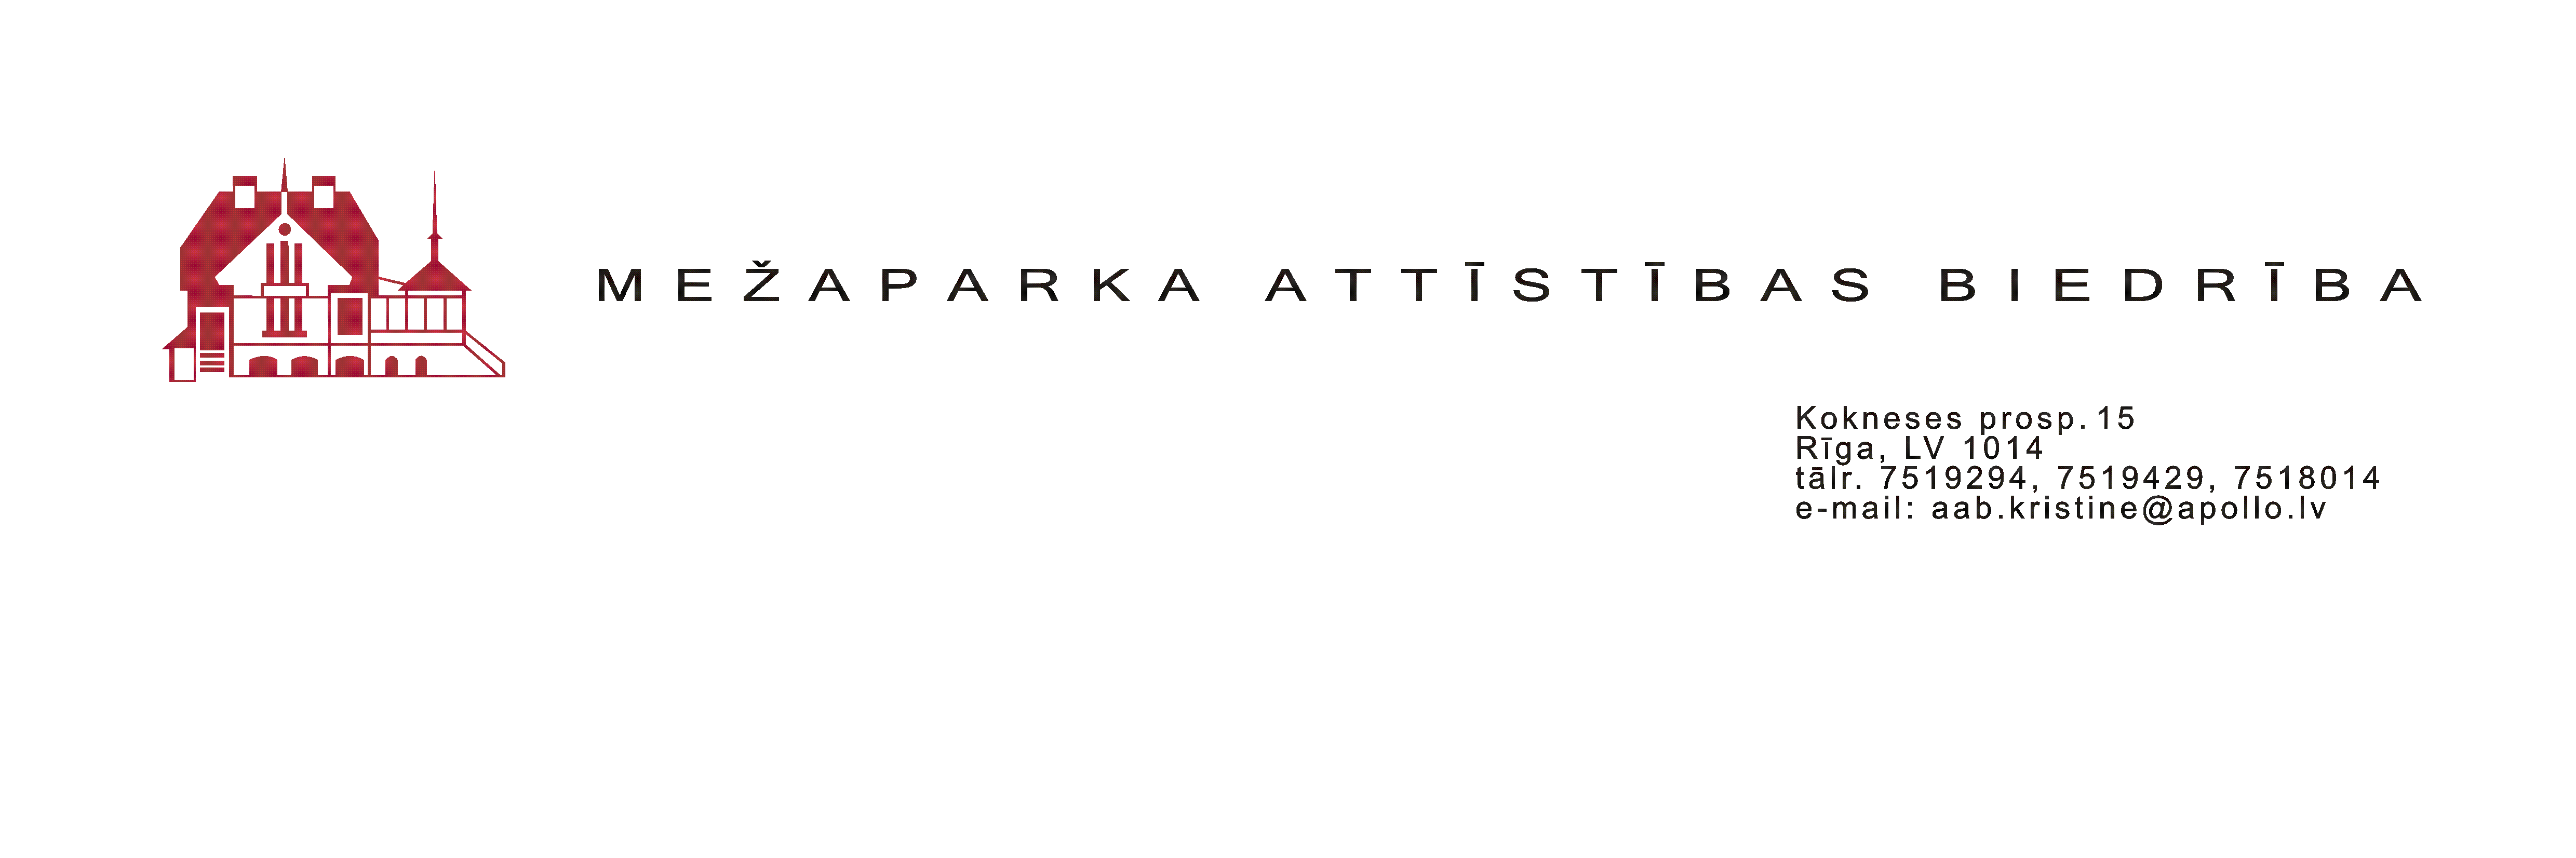 MEŽAPARKA ATTĪSTĪBAS BIEDRĪBA
Kokneses prosp. 15
Rīga, LV 1014
tālr. 7519294, 7519429, 7518014
e-mail: aab.kristine@apollo.lv